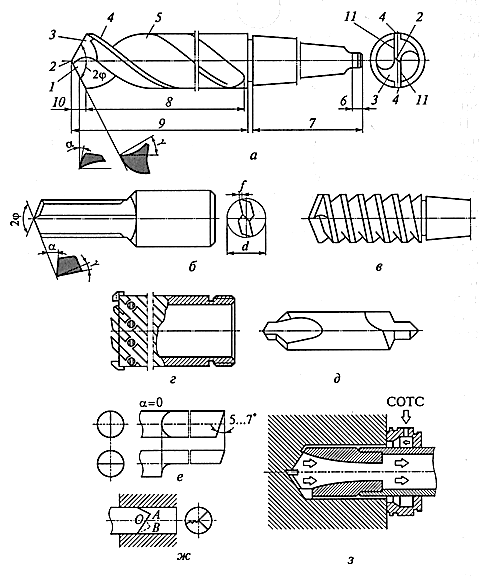 4
5
3
2
1
2φ
10
8
9
6
7
α
γ
11
4
2
3
4
11
а
2φ
α
γ
f
d
б
в
г
д
α=0
5...7°
е
СОТС
O
A
B
ж
з